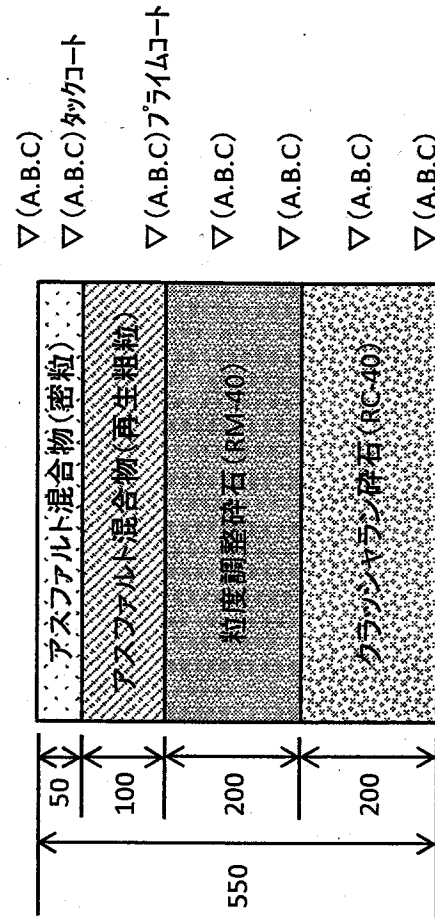 ▽(A.B.C)
▽(A.B.C)タックコート
▽(A.B.C)プライムコート
▽(A.B.C)
▽(A.B.C)
▽(A.B.C)
▽(A.B.C)
アスファルト混合物(密粒)
アスファルト混合物(再生粗粒)
粒度調整砕石(RM-40)
クラッシャラン砕石(RC-40)
50
100
200
200
550